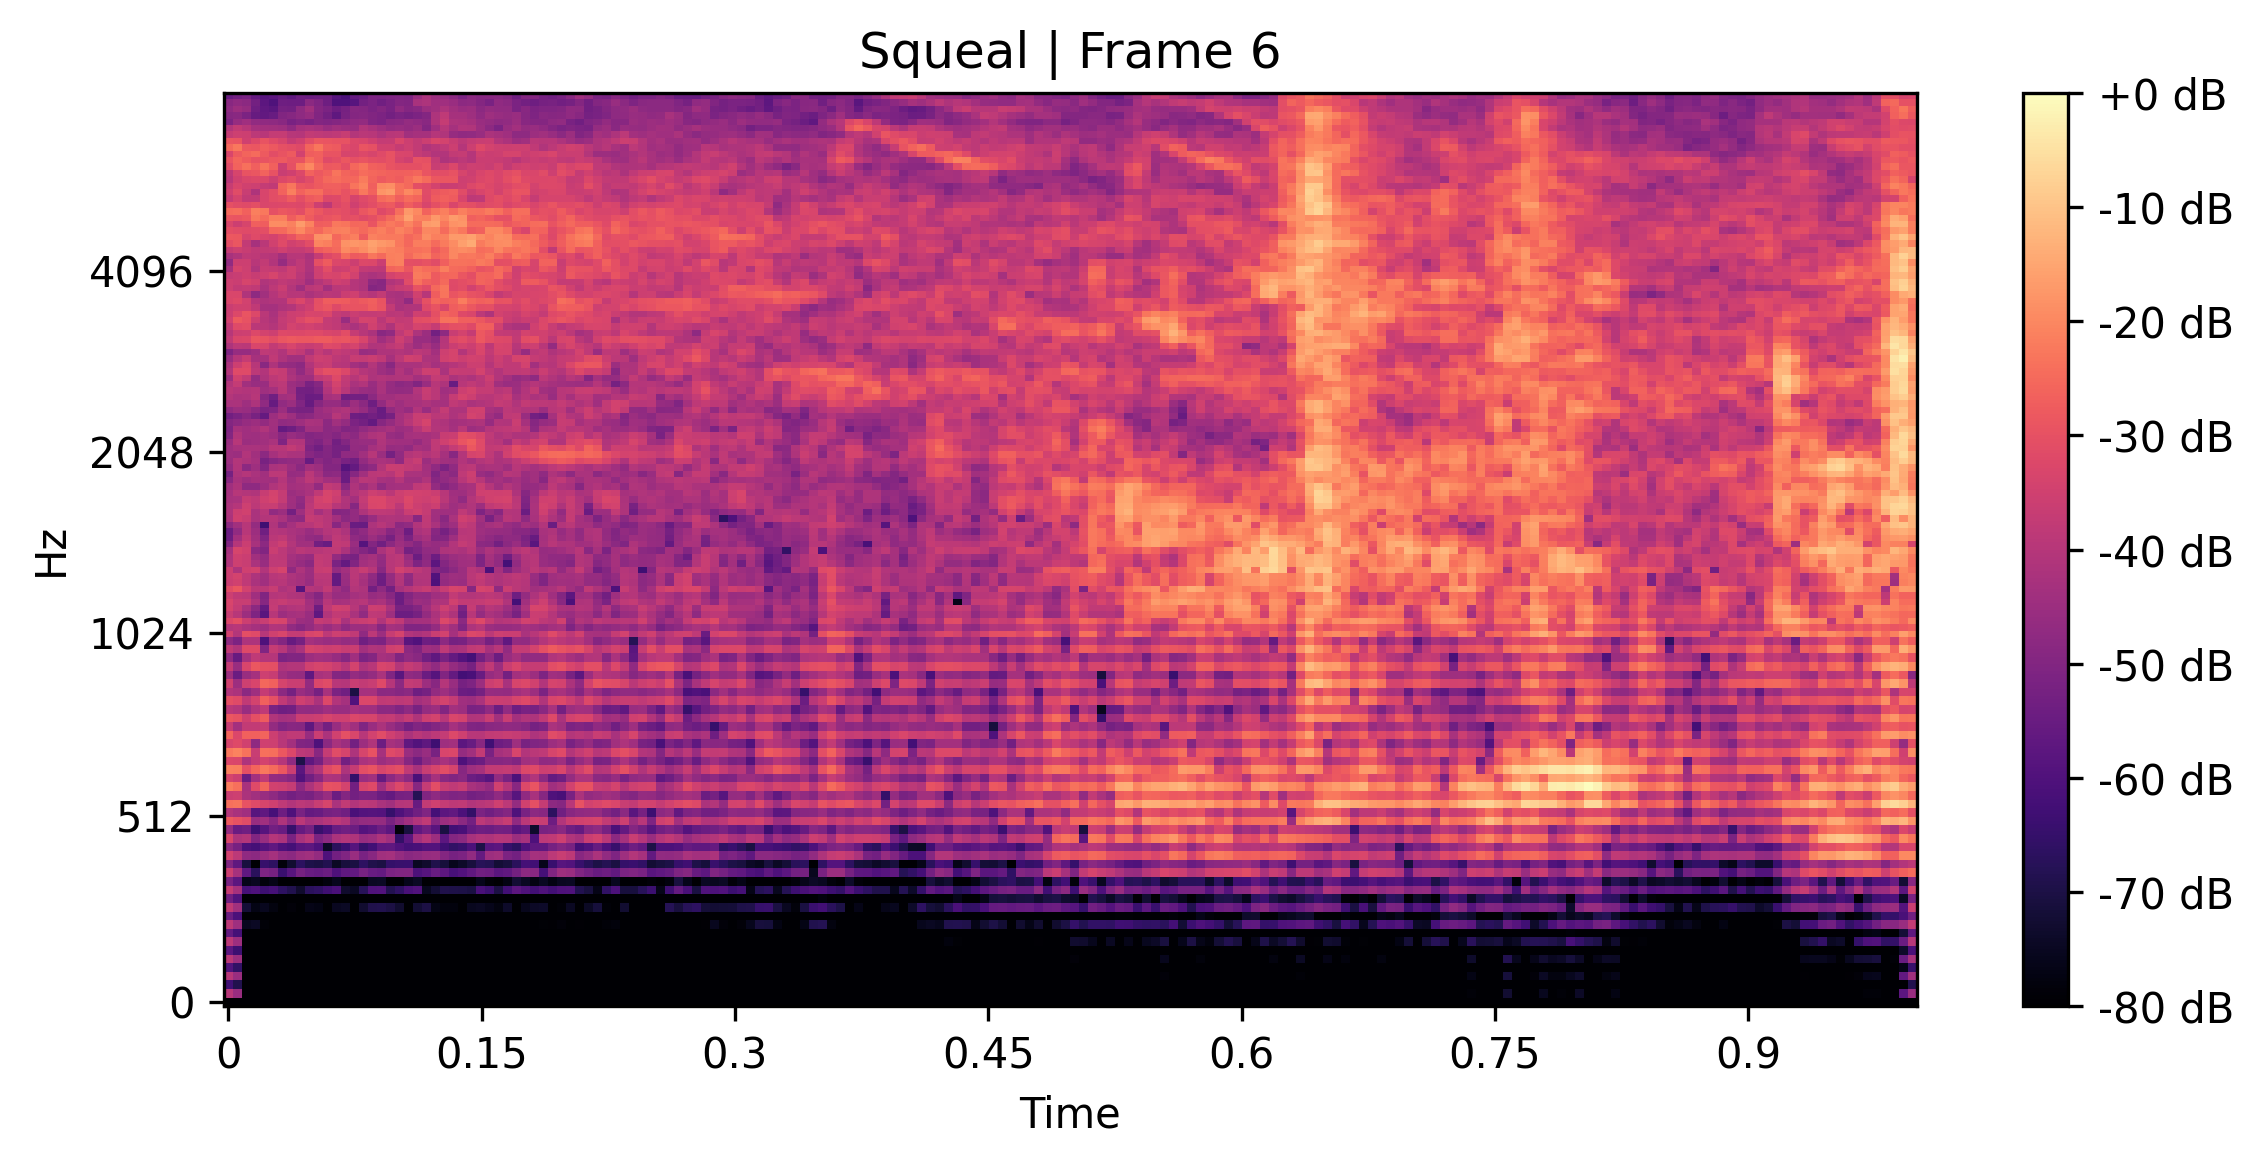 Squeal | Frame 6
+0 dB
-10 dB
-20 dB
-30 dB
-40 dB
-50 dB
-60 dB
-70 dB
-80 dB
Hz
4096
2048
1024
512
0
0 0.15 0.3 0.45 0.6 0.75 0.9
Time